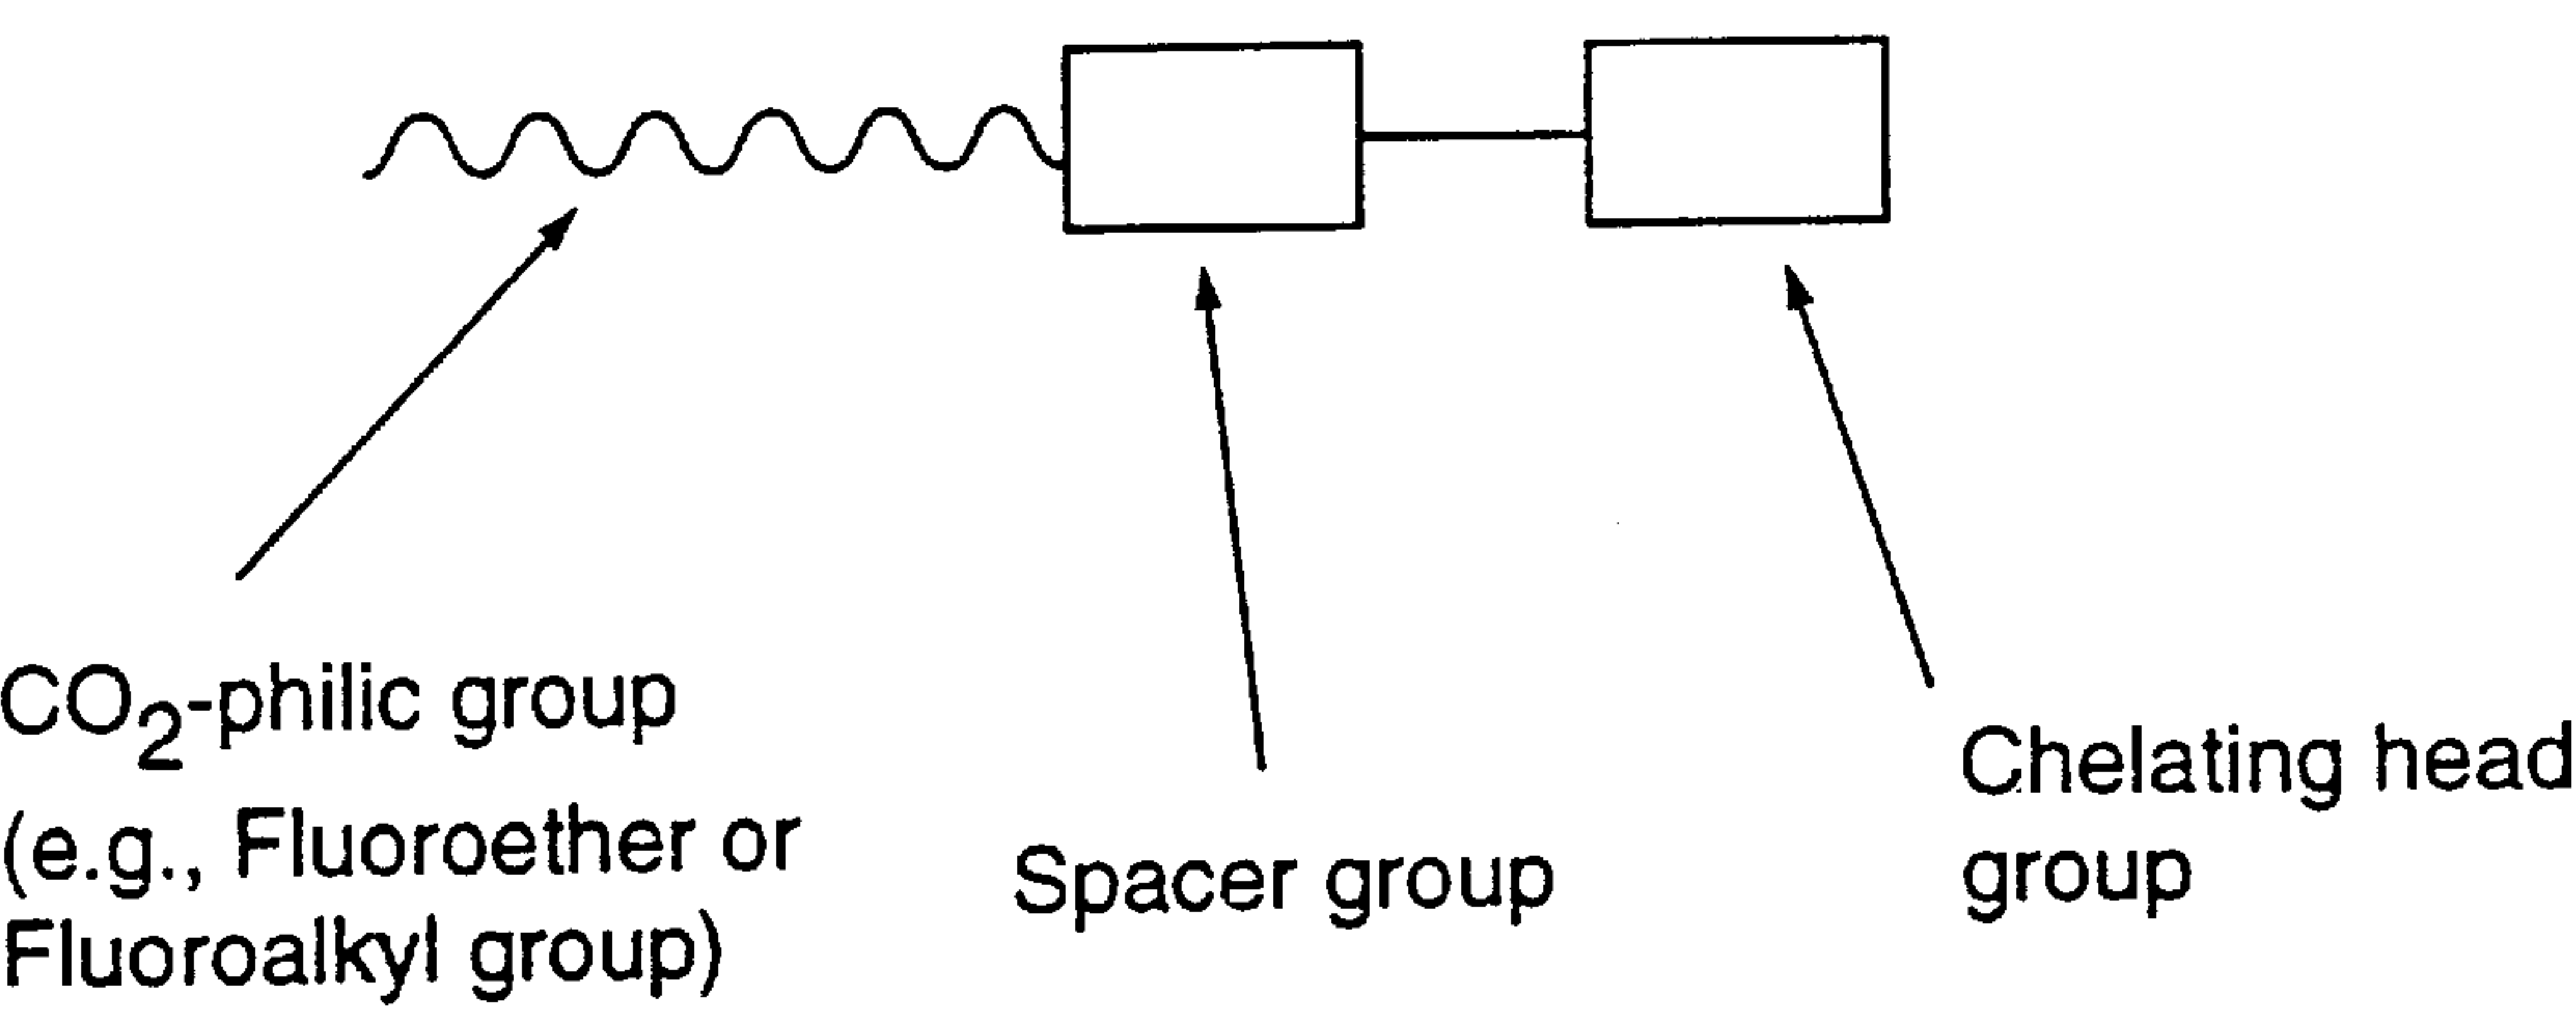 CO₂-philic group
(e.g., Fluoroether or
Fluoroalkyl group)
Spacer group
Chelating head
group